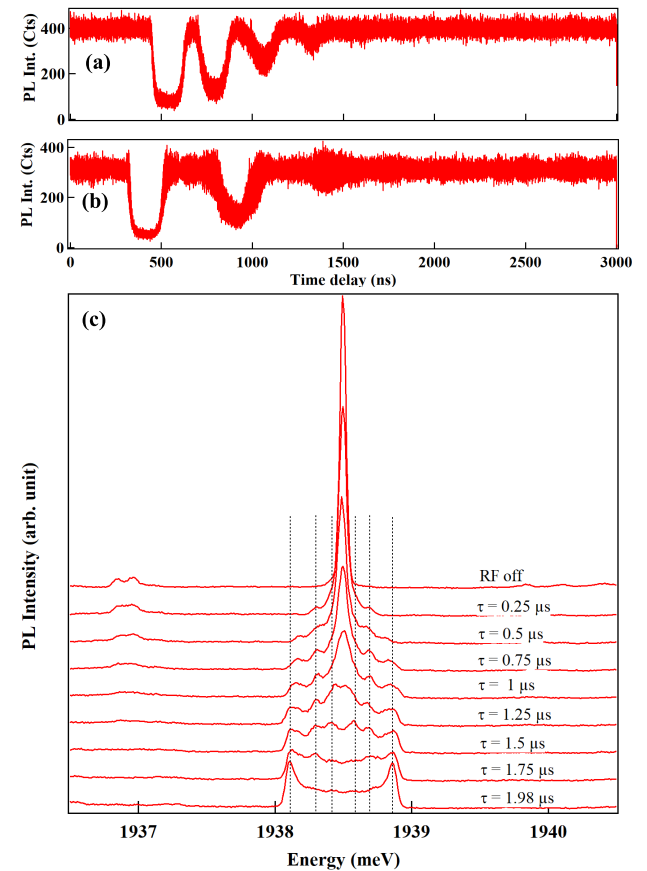 400
200
0
PL Int. (Cts)
(a)
400
300
0
PL Int. (Cts)
(b)
0
500
1000
1500
2000
2500
3000
Time delay (ns)
(c)
PL Intensity (arb. unit)
RF off
τ = 0.25 µs
τ = 0.5 µs
τ = 0.75 µs
τ = 1 µs
τ = 1.25 µs
τ = 1.5 µs
τ = 1.75 µs
τ = 1.98 µs
1937
1938
1939
1940
Energy (meV)